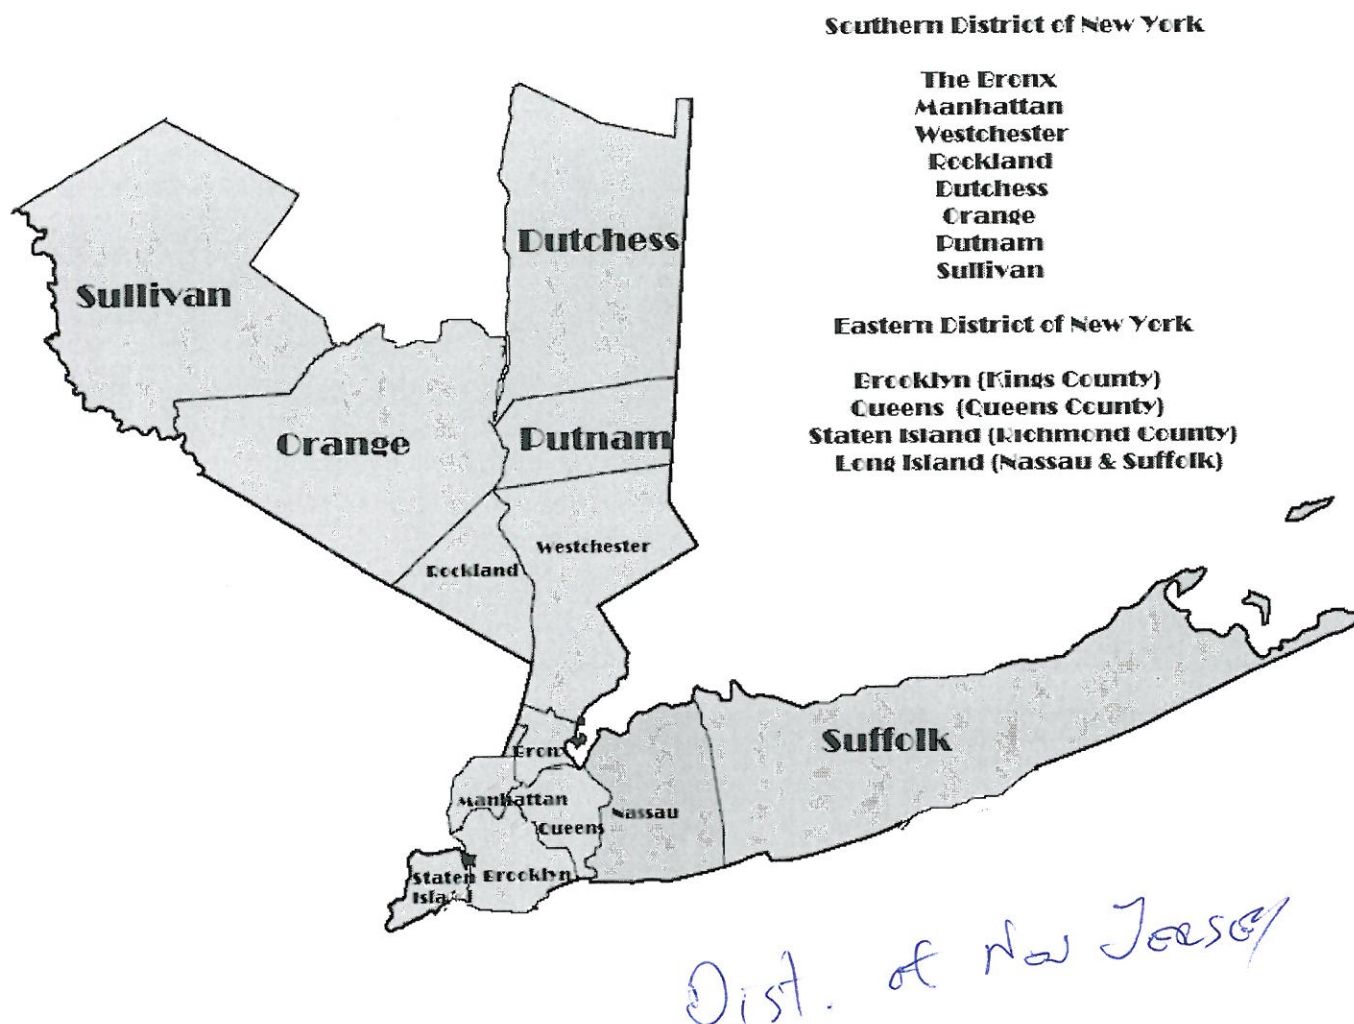 Southern District of New York
The Bronx
Manhattan
Westchester
Rockland
Dutchess
Orange
Putnam
Sullivan
Eastern District of New York
Brooklyn (Kings County)
Queens (Queens County)
Staten Island (Richmond County)
Long Island (Nassau & Suffolk)
Dutchess
Sullivan
Orange
Putnam
Westchester
Rockland
Suffolk
Bronx
Manhattan
Nassau
Queens
Staten
Island
Brooklyn
Dist. of New Jersey